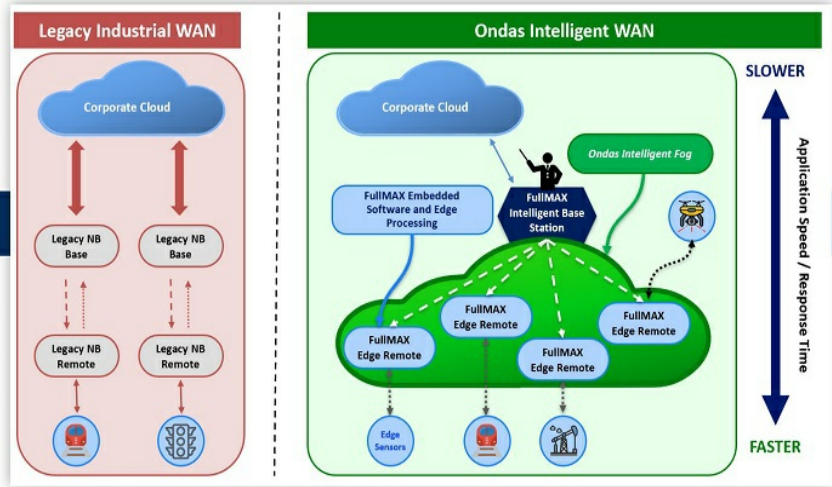 Legacy Industrial WAN
Corporate Cloud
Legacy NB
Base
Legacy NB
Base
Legacy NB
Remote
Legacy NB
Remote
Ondas Intelligent WAN
Corporate Cloud
Ondas Intelligent Fog
FullMAX Embedded
Software and Edge
Processing
FullMAX
Intelligent Base
Station
FullMAX
Edge Remote
FullMAX
Edge Remote
FullMAX
Edge Remote
FullMAX
Edge Remote
Edge
Sensors
SLOWER
Application Speed / Response Time
FASTER